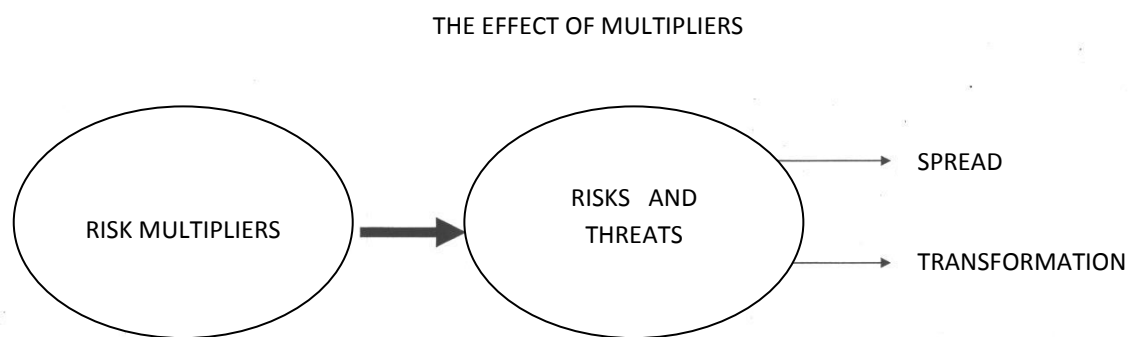 THE EFFECT OF MULTIPLIERS
RISK MULTIPLIERS
RISKS AND
THREATS
SPREAD
TRANSFORMATION